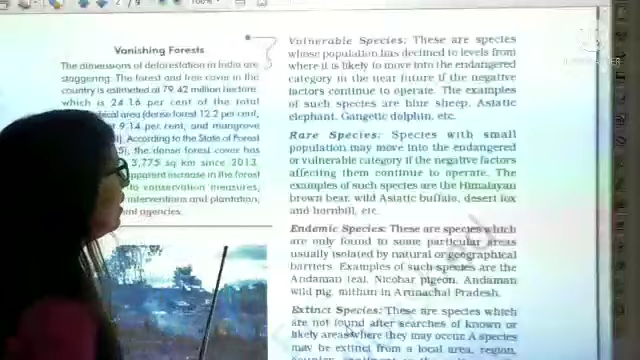 Vanishing Forests
The dimensions of deforestation in India are
staggering. The forest and tree cover in the
country is estimated at 79.42 million hectare,
which is 24.16 per cent of the total
area (dense forest 12.2 per cent,
9.14 per cent, and mangrove
According to the State of Forest
the dense forest cover has
3,775 sq km since 2013.
apparent increase in the forest
to conservation measures,
interventions and plantation,
agencies.
Vulnerable Species: These are species
whose population has declined to levels from
where it is likely to move into the endangered
category in the near future if the negative
factors continue to operate. The examples
of such species are blue sheep, Asiatic
elephant, Gangetic dolphin, etc.
Rare Species: Species with small
population may move into the endangered
or vulnerable category if the negative factors
affecting them continue to operate. The
examples of such species are the Himalayan
brown bear, wild Asiatic buffalo, desert fox
and hornbill, etc.
Endemic Species: These are species which
are only found in some particular areas
usually isolated by natural or geographical
barriers. Examples of such species are the
Andaman teal, Nicobar pigeon, Andaman
wild pig, mithun in Arunachal Pradesh.
Extinct Species: These are species which
are not found after searches of known or
likely areas where they may occur. A species
may be extinct from a local area, region,